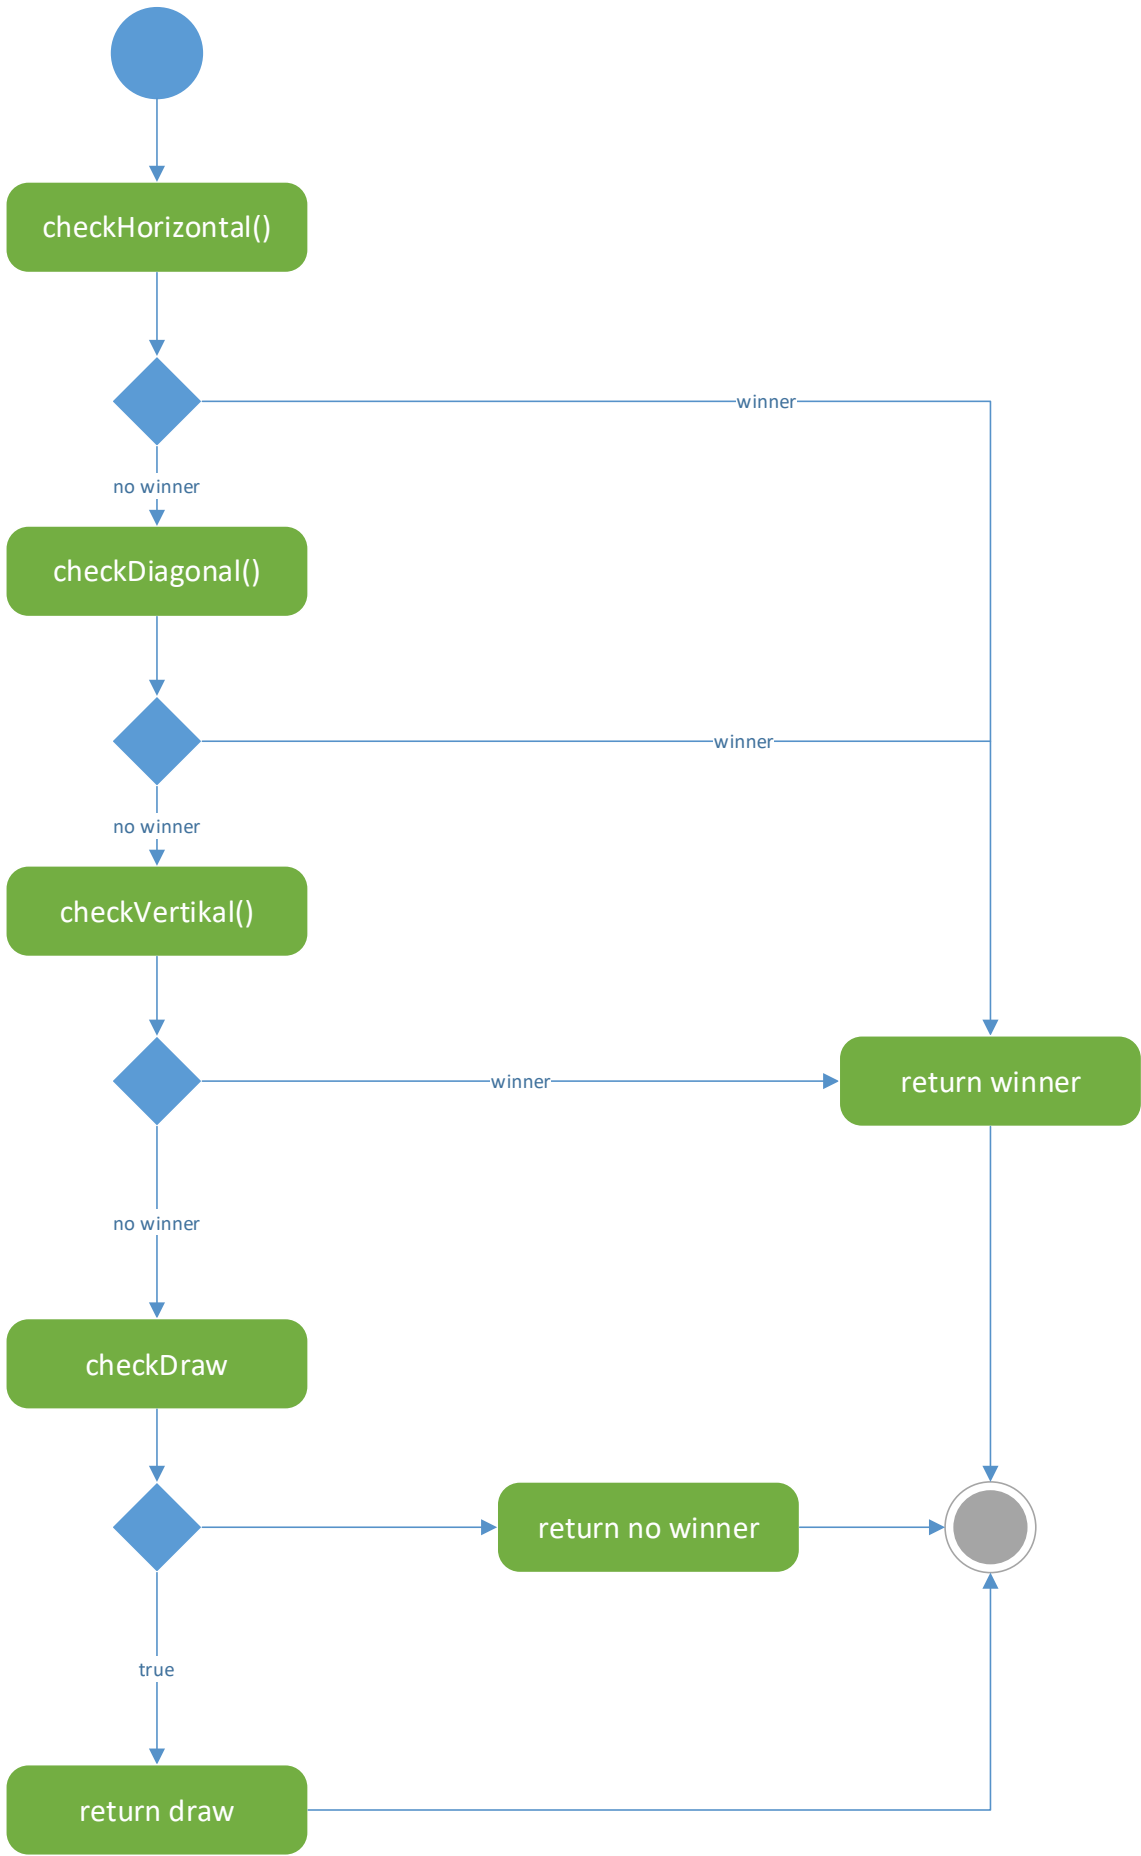 checkHorizontal()
winner
no winner
checkDiagonal()
winner
no winner
checkVertikal()
winner
return winner
no winner
checkDraw
return no winner
true
return draw